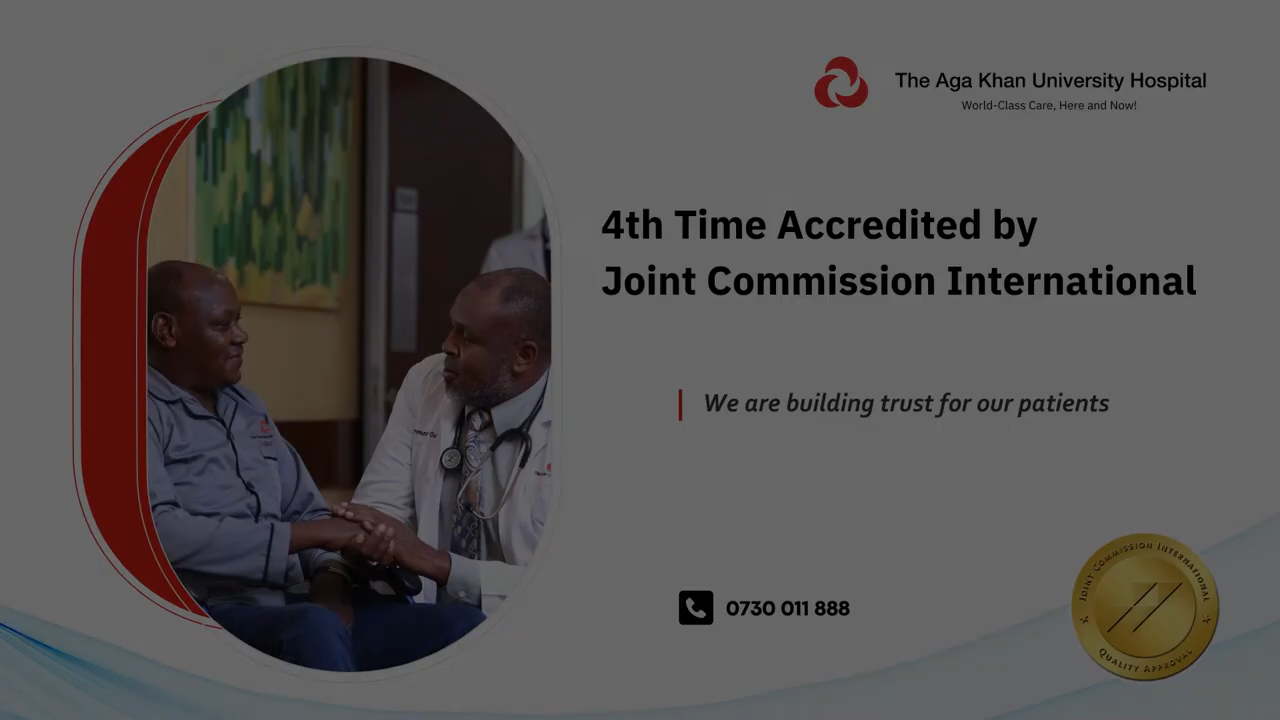 The Aga Khan University Hospital
World-Class Care, Here and Now!
4th Time Accredited by
Joint Commission International
We are building trust for our patients
0730 011 888
JOINT COMMISSION INTERNATIONAL
QUALITY APPROVAL